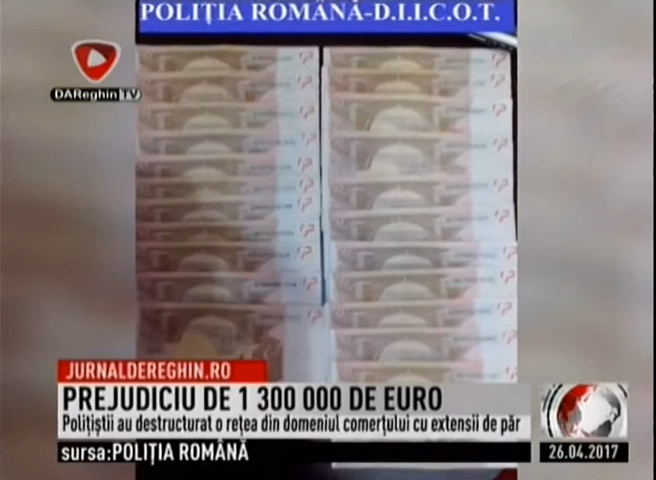 POLIȚIA ROMÂNĂ-D.I.I.C.O.T.
DAReghin TV
JURNALDEREGHIN.RO
PREJUDICIU DE 1 300 000 DE EURO
Polițiștii au destructurat o rețea din domeniul comerțului cu extensii de păr
sursa:POLIȚIA ROMÂNĂ
26.04.2017